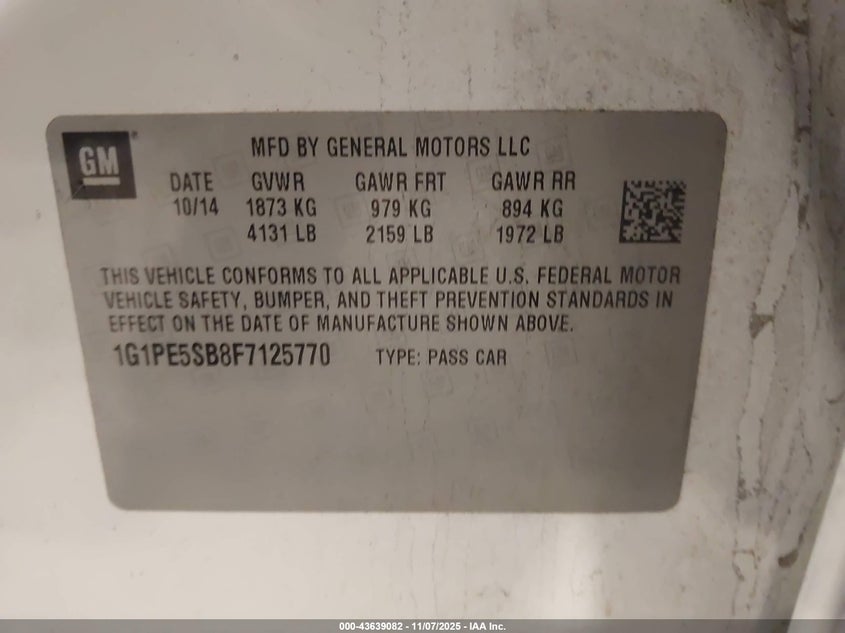 GM
MFD BY GENERAL MOTORS LLC
DATE GVWR GAWR FRT GAWR RR
10/14 1873 KG 979 KG 894 KG
4131 LB 2159 LB 1972 LB
THIS VEHICLE CONFORMS TO ALL APPLICABLE U.S. FEDERAL MOTOR
VEHICLE SAFETY, BUMPER, AND THEFT PREVENTION STANDARDS IN
EFFECT ON THE DATE OF MANUFACTURE SHOWN ABOVE.
1G1PE5SB8F7125770 TYPE: PASS CAR
000-43639082 - 11/07/2025 - IAA Inc.